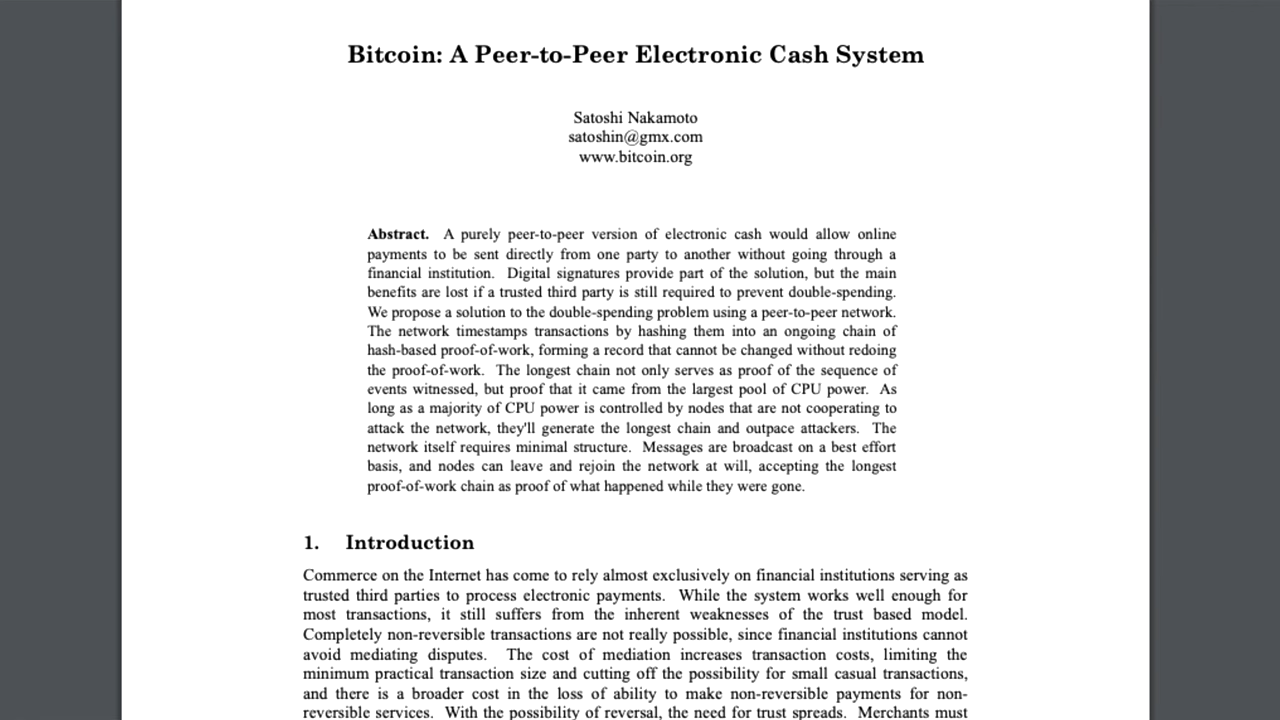 Bitcoin: A Peer-to-Peer Electronic Cash System
Satoshi Nakamoto
satoshin@gmx.com
www.bitcoin.org
Abstract. A purely peer-to-peer version of electronic cash would allow online
payments to be sent directly from one party to another without going through a
financial institution. Digital signatures provide part of the solution, but the main
benefits are lost if a trusted third party is still required to prevent double-spending.
We propose a solution to the double-spending problem using a peer-to-peer network.
The network timestamps transactions by hashing them into an ongoing chain of
hash-based proof-of-work, forming a record that cannot be changed without redoing
the proof-of-work. The longest chain not only serves as proof of the sequence of
events witnessed, but proof that it came from the largest pool of CPU power. As
long as a majority of CPU power is controlled by nodes that are not cooperating to
attack the network, they'll generate the longest chain and outpace attackers. The
network itself requires minimal structure. Messages are broadcast on a best effort
basis, and nodes can leave and rejoin the network at will, accepting the longest
proof-of-work chain as proof of what happened while they were gone.
1. Introduction
Commerce on the Internet has come to rely almost exclusively on financial institutions serving as
trusted third parties to process electronic payments. While the system works well enough for
most transactions, it still suffers from the inherent weaknesses of the trust based model.
Completely non-reversible transactions are not really possible, since financial institutions cannot
avoid mediating disputes. The cost of mediation increases transaction costs, limiting the
minimum practical transaction size and cutting off the possibility for small casual transactions,
and there is a broader cost in the loss of ability to make non-reversible payments for non-
reversible services. With the possibility of reversal, the need for trust spreads. Merchants must